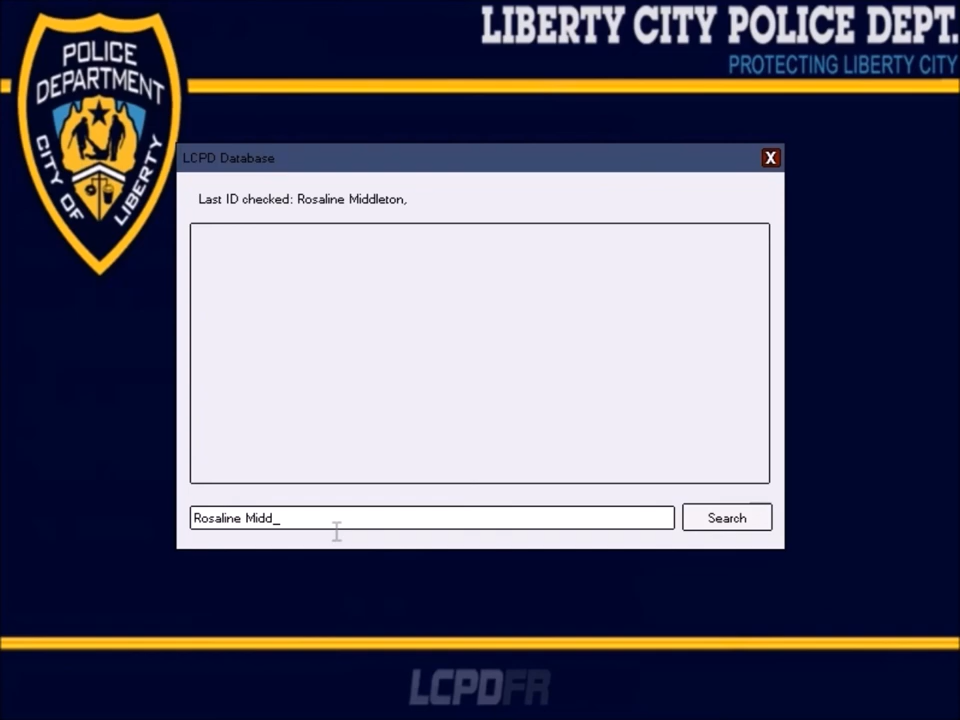 LIBERTY CITY POLICE DEPT.
PROTECTING LIBERTY CITY
POLICE
DEPARTMENT
CITY OF
LIBERTY
LCPD Database
X
Last ID checked: Rosaline Middleton,
Rosaline Midd_
Search
LCPDFR